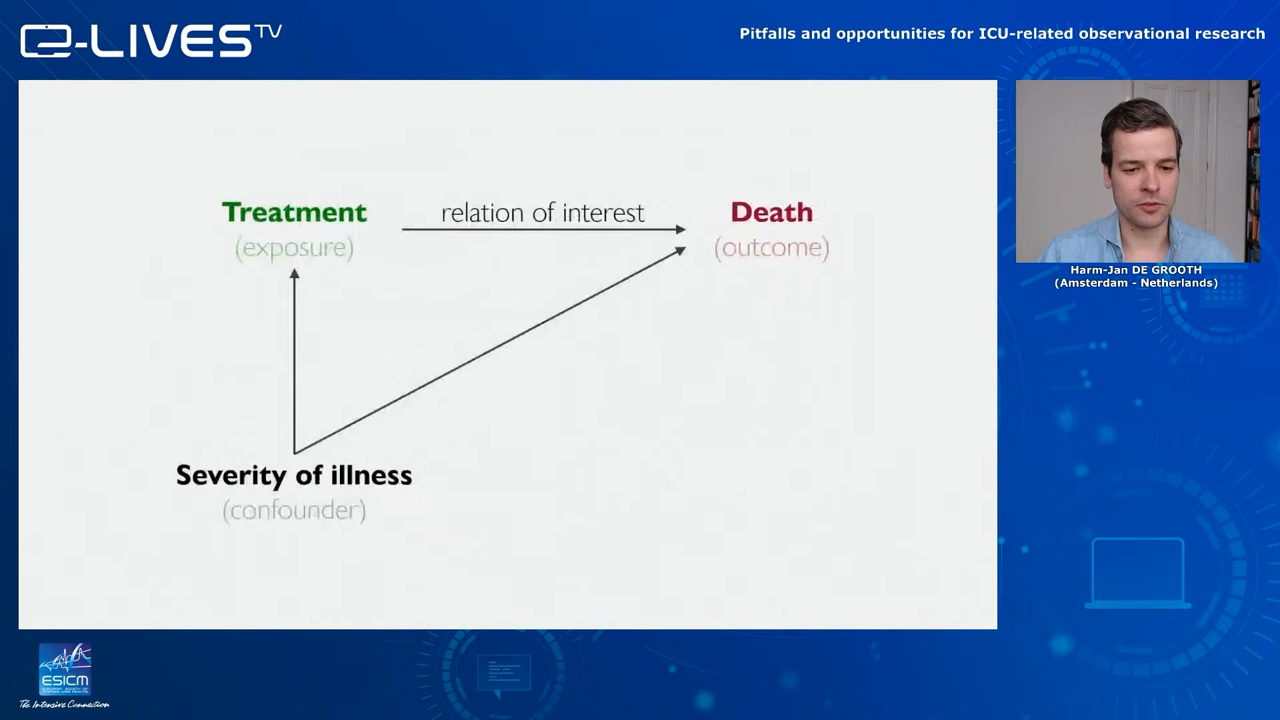 e-LIVES TV
Pitfalls and opportunities for ICU-related observational research
Treatment
(exposure)
relation of interest
Death
(outcome)
Severity of illness
(confounder)
Harm-Jan DE GROOTH
(Amsterdam - Netherlands)
ESICM
The Intensive Connection